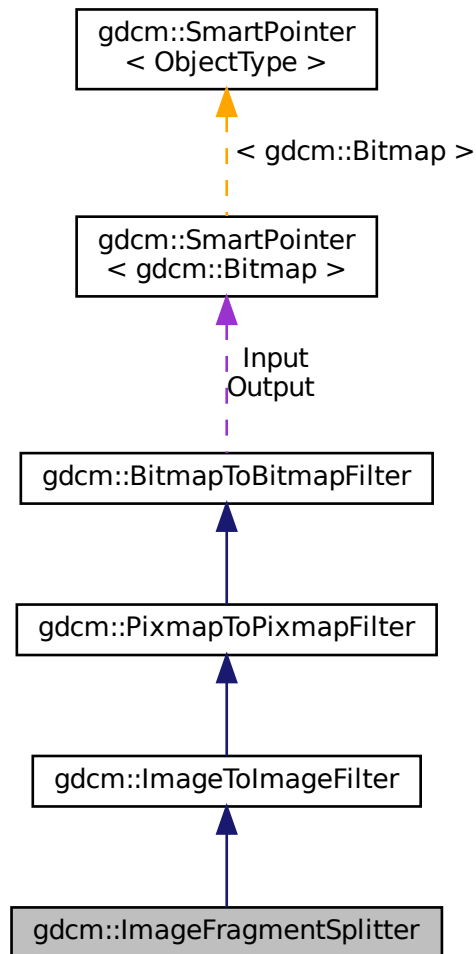 gdcm::SmartPointer
< ObjectType >
< gdcm::Bitmap >
gdcm::SmartPointer
< gdcm::Bitmap >
Input
Output
gdcm::BitmapToBitmapFilter
gdcm::PixmapToPixmapFilter
gdcm::ImageToImageFilter
gdcm::ImageFragmentSplitter